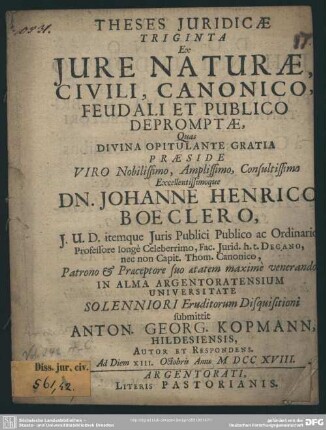 THESES JURIDICÆ
TRIGINTA
Ex
JURE NATURÆ,
CIVILI, CANONICO,
FEUDALI ET PUBLICO
DEPROMPTÆ,
Quas
DIVINA OPITULANTE GRATIA
PRÆSIDE
VIRO Nobilissimo, Amplissimo, Consultissimo
Excellentissimoque
DN. JOHANNE HENRICO
BOECLERO,
J. U. D. itemque Juris Publici Publico ac Ordinario
Professore longè Celeberrimo, Fac. Jurid. h. t. DECANO,
nec non Capit. Thom. Canonico,
Patrono & Præceptore suo ætatem maximè venerando
IN ALMA ARGENTORATENSIUM
UNIVERSITATE
SOLENNIORI Eruditorum Disquisitioni
submittit
ANTON. GEORG. KOPMANN,
HILDESIENSIS,
AUTOR ET RESPONDENS.
Ad Diem XIII. Octobris Anno M DCC XVIII.
ARGENTORATI,
LITERIS PASTORIANIS.
Diss. jur. civ.
561,42
17.